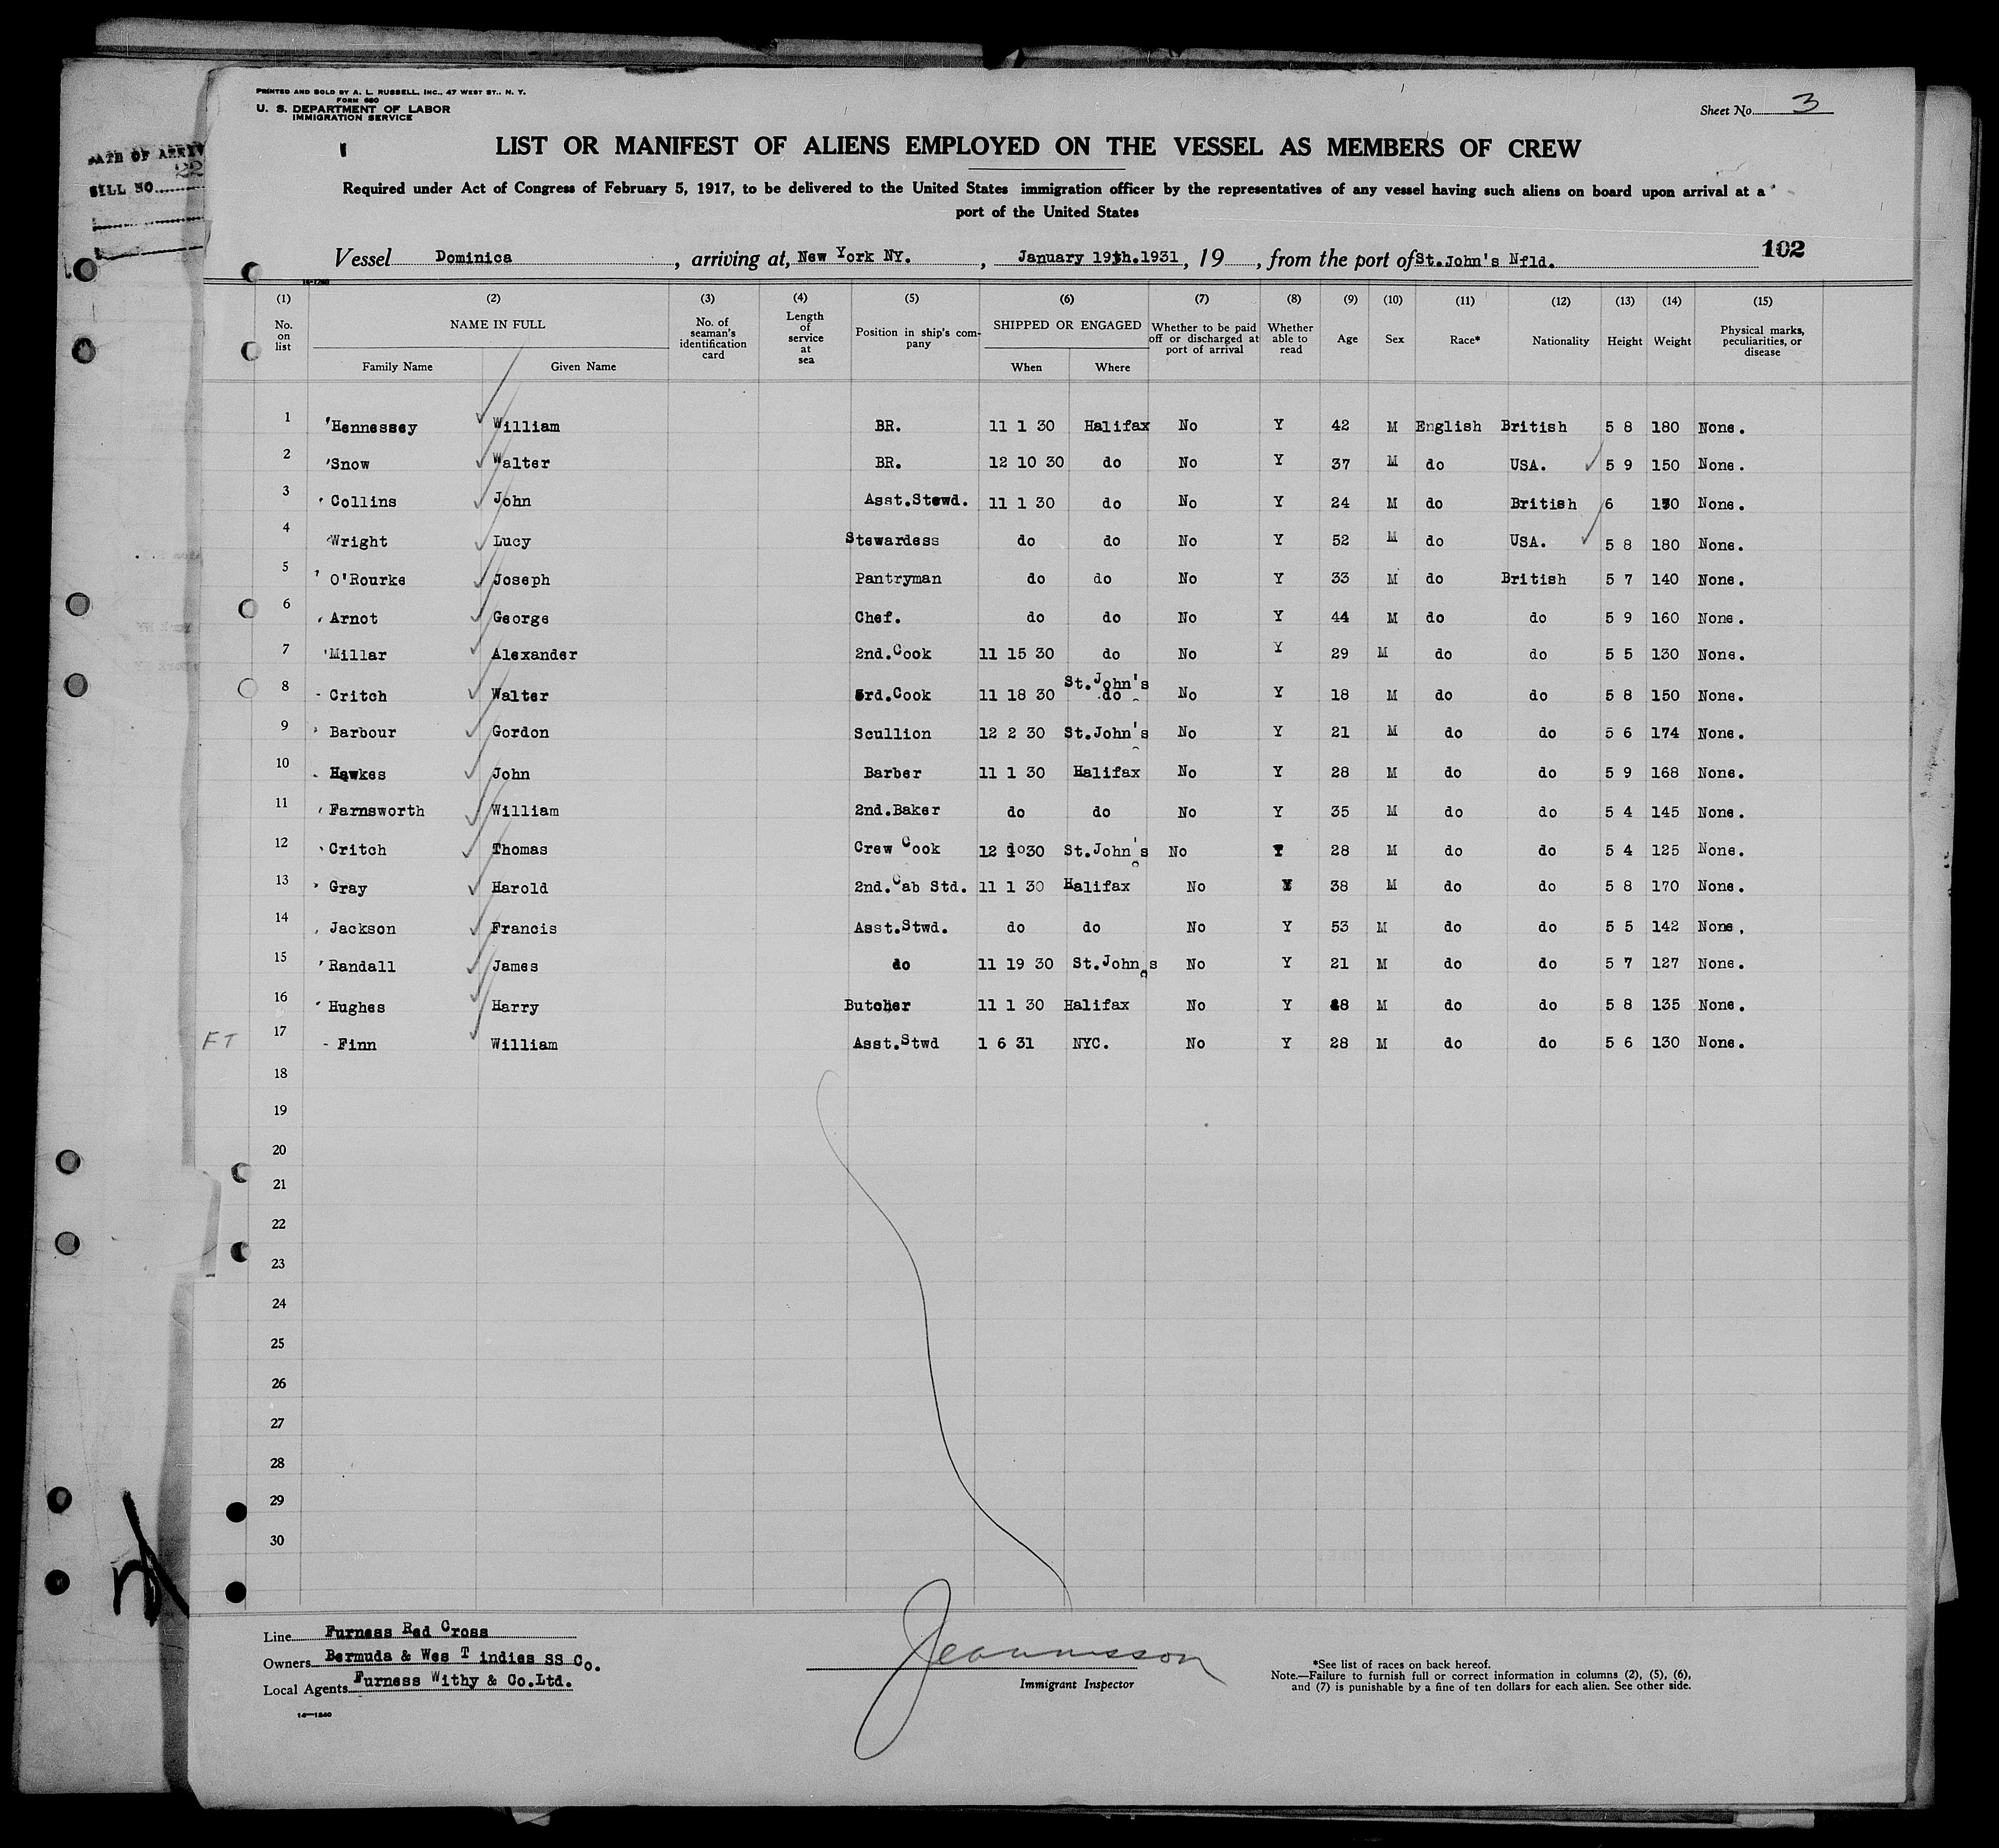 PRINTED AND SOLD BY A. L. RUSSELL, INC., 47 WEST ST., N. Y.
FORM 680
U. S. DEPARTMENT OF LABOR
IMMIGRATION SERVICE
Sheet No. 3
LIST OR MANIFEST OF ALIENS EMPLOYED ON THE VESSEL AS MEMBERS OF CREW
Required under Act of Congress of February 5, 1917, to be delivered to the United States immigration officer by the representatives of any vessel having such aliens on board upon arrival at a
port of the United States
BILL NO.
102
Vessel Dominica, arriving at, New York NY., January 19th.1931, 19, from the port of St.John's Nfld.
(1) (2) (3) (4) (5) (6) (7) (8) (9) (10) (11) (12) (13) (14) (15)
No. on list NAME IN FULL Family Name Given Name No. of seaman's identification card Length of service at sea Position in ship's company SHIPPED OR ENGAGED When Where Whether to be paid off or discharged at port of arrival Whether able to read Age Sex Race* Nationality Height Weight Physical marks, peculiarities, or disease
1 Hennessey William BR. 11 1 30 Halifax No Y 42 M English British 5 8 180 None.
2 Snow Walter BR. 12 10 30 do No Y 37 M do USA. 5 9 150 None.
3 Collins John Asst.Stewd. 11 1 30 do No Y 24 M do British 6 None.
4 Wright Lucy Stewardess do do No Y 52 M do USA. 5 8 180 None.
5 O'Rourke Joseph Pantryman do do No Y 33 M do British 5 7 140 None.
6 Arnot George Chef. do do No Y 44 M do do 5 9 160 None.
7 Millar Alexander 2nd.Cook 11 15 30 do No Y 29 M do do 5 5 130 None.
8 Critch Walter 3rd.Cook 11 18 30 St.John's do No Y 18 M do do 5 8 150 None.
9 Barbour Gordon Scullion 12 2 30 St.John's No Y 21 M do do 5 6 174 None.
10 Hawkes John Barber 11 1 30 Halifax No Y 28 M do do 5 9 168 None.
11 Farnsworth William 2nd.Baker do do No Y 35 M do do 5 4 145 None.
12 Critch Thomas Crew Cook 12 30 St.John's No Y 28 M do do 5 4 125 None.
13 Gray Harold 2nd.Cab Std. 11 1 30 Halifax No Y 38 M do do 5 8 170 None.
14 Jackson Francis Asst.Stwd. do do No Y 53 M do do 5 5 142 None.
15 Randall James do 11 19 30 St.John,s No Y 21 M do do 5 7 127 None.
16 Hughes Harry Butcher 11 1 30 Halifax No Y M do do 5 8 135 None.
FT 17 Finn William Asst.Stwd 1 6 31 NYC. No Y 28 M do do 5 6 130 None.
18
19
20
21
22
23
24
25
26
27
28
29
30
Line Furness Red Cross
Owners Bermuda & Wes T indies SS Co.
Local Agents Furness Withy & Co.Ltd.
14—1240
Immigrant Inspector
*See list of races on back hereof.
Note.—Failure to furnish full or correct information in columns (2), (5), (6),
and (7) is punishable by a fine of ten dollars for each alien. See other side.